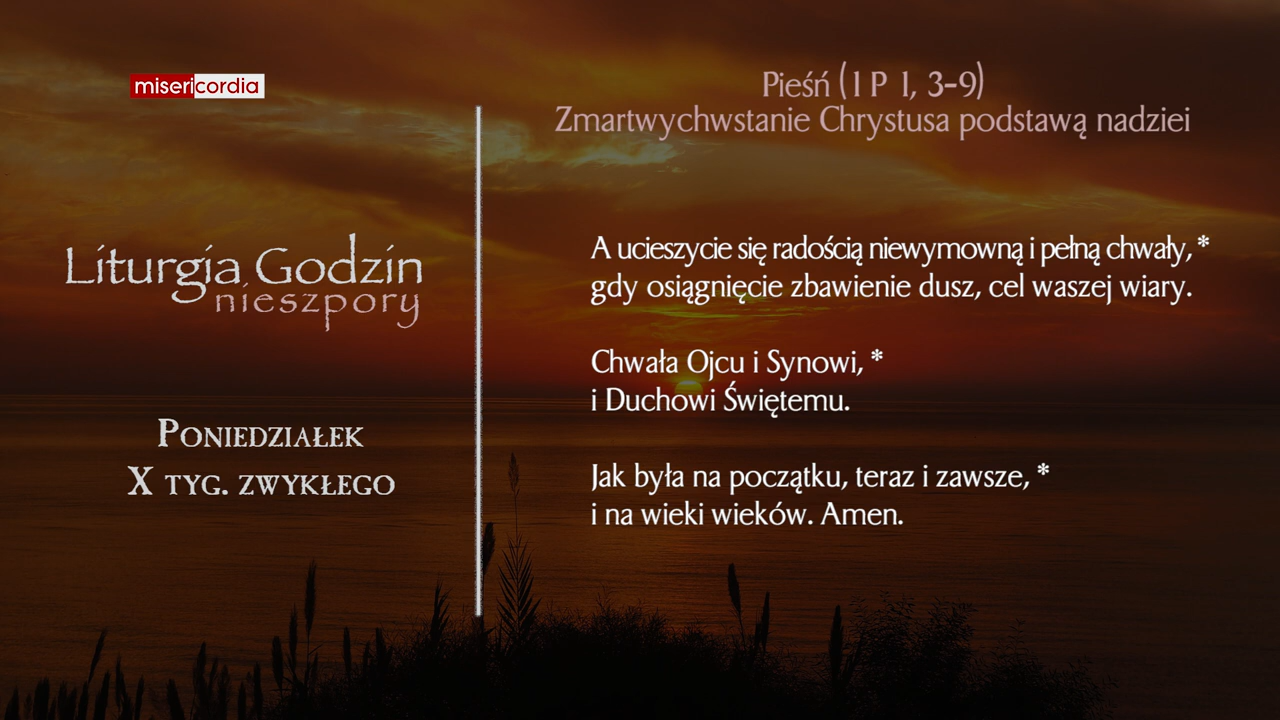 misericordia
Liturgia Godzin
nieszpory
Poniedziałek
X tyg. zwykłego
Pieśń (1 P 1, 3-9)
Zmartwychwstanie Chrystusa podstawą nadziei
A ucieszycie się radością niewymowną i pełną chwały, *
gdy osiągnięcie zbawienie dusz, cel waszej wiary.
Chwała Ojcu i Synowi, *
i Duchowi Świętemu.
Jak była na początku, teraz i zawsze, *
i na wieki wieków. Amen.